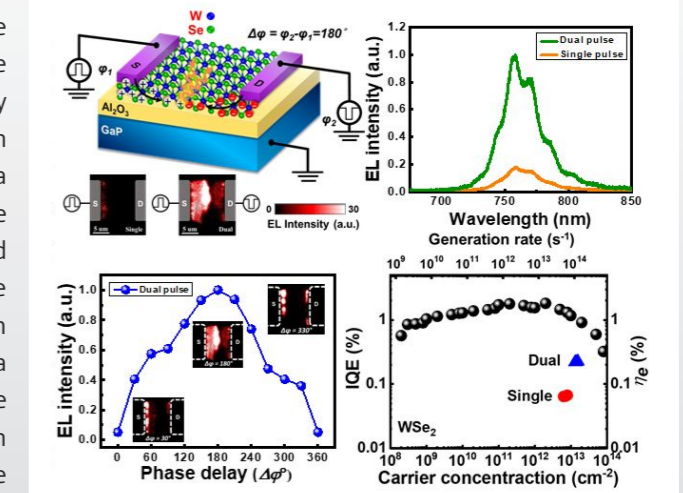 W
Se
Δφ = φ2-φ1=180°
φ1
S
D
φ2
Al2O3
GaP
S
D
5 um
Single
S
D
5 um
Dual
0
30
EL Intensity (a.u.)
EL intensity (a.u.)
1.2
1.0
0.8
0.6
0.4
0.2
0.0
Dual pulse
Single pulse
700
750
800
850
Wavelength (nm)
EL intensity (a.u.)
1.0
0.8
0.6
0.4
0.2
0.0
Dual pulse
S
D
Δφ = 30°
S
D
Δφ = 180°
S
D
Δφ = 330°
0
60
120
180
240
300
360
Phase delay (ΔφP)
Generation rate (s-1)
10^9
10^10
10^11
10^12
10^13
10^14
IQE (%)
1
0.1
0.01
ηe (%)
1
0.1
0.01
Dual
Single
WSe2
10^8
10^9
10^10
10^11
10^12
10^13
10^14
Carrier conctraction (cm-2)